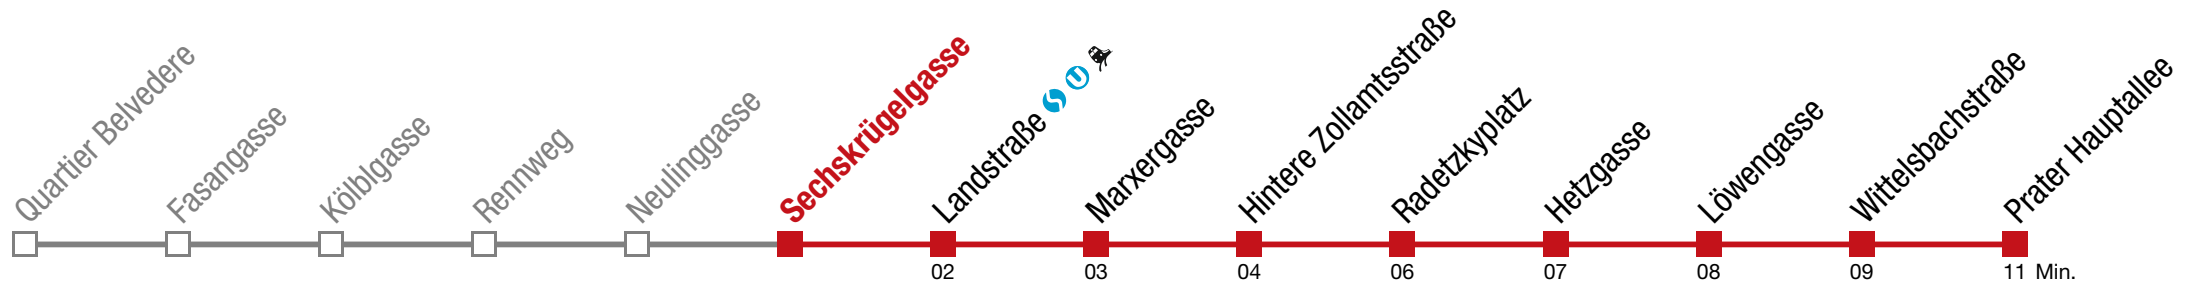 Quartier Belvedere
Fasangasse
Kölblgasse
Rennweg
Neulinggasse
Sechskrügelgasse
Landstraße
Marxergasse
Hintere Zollamtsstraße
Radetzkyplatz
Hetzgasse
Löwengasse
Wittelsbachstraße
Prater Hauptallee
02 03 04 06 07 08 09 11 Min.